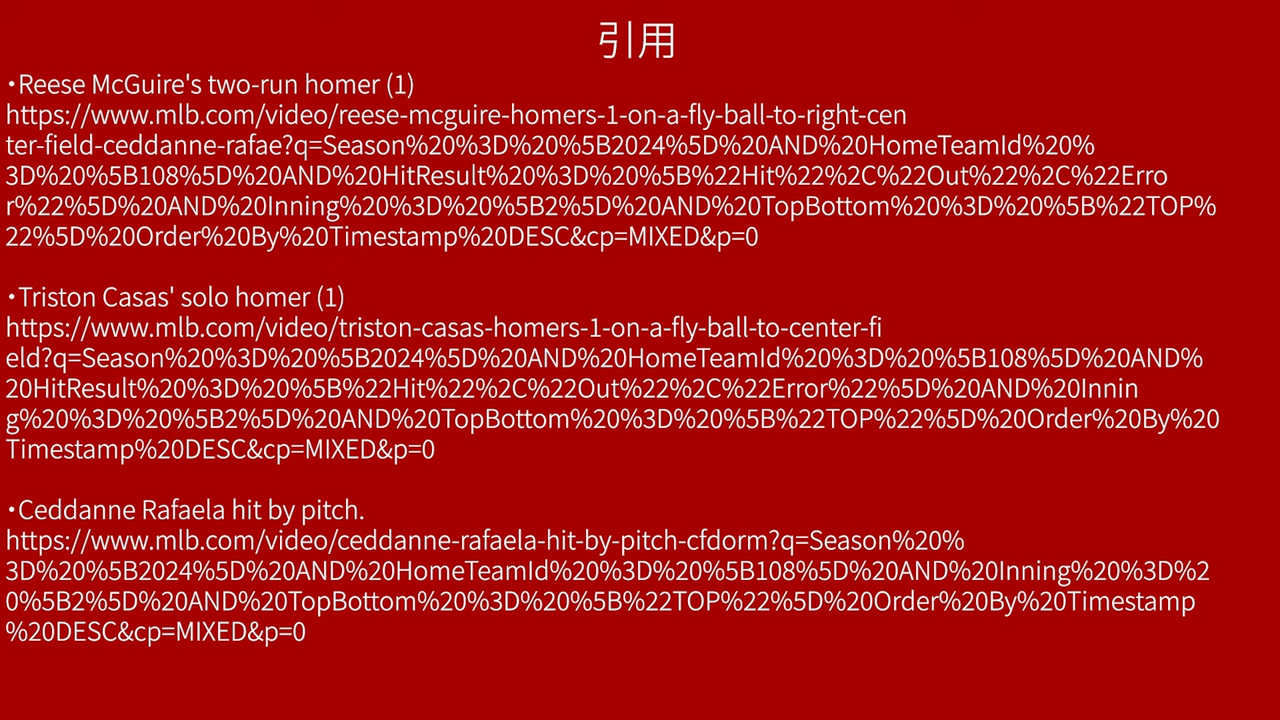 引用
・Reese McGuire's two-run homer (1)
https://www.mlb.com/video/reese-mcguire-homers-1-on-a-fly-ball-to-right-cen
ter-field-ceddanne-rafae?q=Season%20%3D%20%5B2024%5D%20AND%20HomeTeamId%20%
3D%20%5B108%5D%20AND%20HitResult%20%3D%20%5B%22Hit%22%2C%22Out%22%2C%22Erro
r%22%5D%20AND%20Inning%20%3D%20%5B2%5D%20AND%20TopBottom%20%3D%20%5B%22TOP%
22%5D%20Order%20By%20Timestamp%20DESC&cp=MIXED&p=0
・Triston Casas' solo homer (1)
https://www.mlb.com/video/triston-casas-homers-1-on-a-fly-ball-to-center-fi
eld?q=Season%20%3D%20%5B2024%5D%20AND%20HomeTeamId%20%3D%20%5B108%5D%20AND%
20HitResult%20%3D%20%5B%22Hit%22%2C%22Out%22%2C%22Error%22%5D%20AND%20Innin
g%20%3D%20%5B2%5D%20AND%20TopBottom%20%3D%20%5B%22TOP%22%5D%20Order%20By%20
Timestamp%20DESC&cp=MIXED&p=0
・Ceddanne Rafaela hit by pitch.
https://www.mlb.com/video/ceddanne-rafaela-hit-by-pitch-cfdorm?q=Season%20%
3D%20%5B2024%5D%20AND%20HomeTeamId%20%3D%20%5B108%5D%20AND%20Inning%20%3D%2
0%5B2%5D%20AND%20TopBottom%20%3D%20%5B%22TOP%22%5D%20Order%20By%20Timestamp
%20DESC&cp=MIXED&p=0